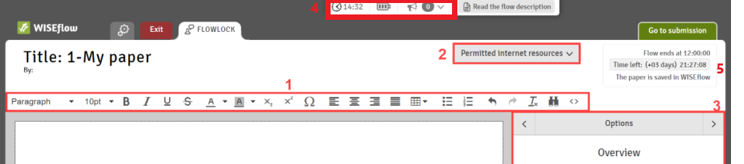 4 14:32 0 Read the flow description
WISEflow Exit FLOWLOCK Go to submission
Title: 1-My paper
By:
2 Permitted internet resources
Flow ends at 12:00:00
Time left: (+03 days) 21:27:08
The paper is saved in WISEflow
5
1
3
Paragraph 10pt B I U S A A X₂ X² Ω Tx <>
< Options >
Overview